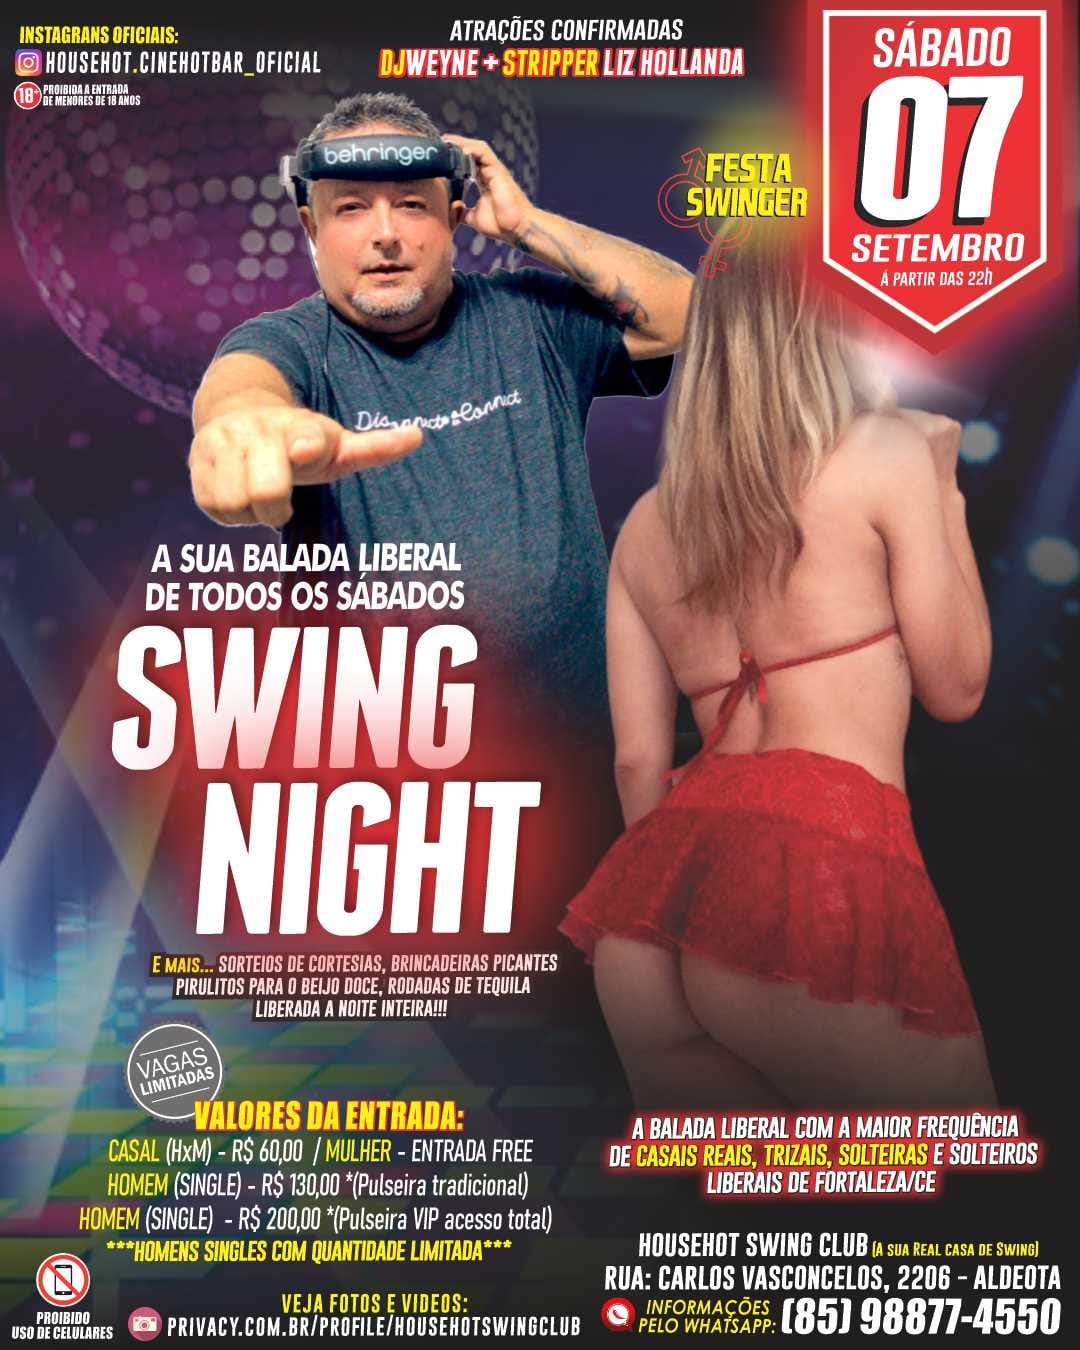 INSTAGRANS OFICIAIS:
HOUSEHOT.CINEHOTBAR_OFICIAL
18+ PROIBIDA A ENTRADA
DE MENORES DE 18 ANOS
ATRAÇÕES CONFIRMADAS
DJWEYNE + STRIPPER LIZ HOLLANDA
SÁBADO
07
SETEMBRO
Á PARTIR DAS 22h
behringer
FESTA
SWINGER
Disconnect to Connect
A SUA BALADA LIBERAL
DE TODOS OS SÁBADOS
SWING
NIGHT
E MAIS... SORTEIOS DE CORTESIAS, BRINCADEIRAS PICANTES
PIRULITOS PARA O BEIJO DOCE, RODADAS DE TEQUILA
LIBERADA A NOITE INTEIRA!!!
VAGAS
LIMITADAS
VALORES DA ENTRADA:
CASAL (HxM) - R$ 60,00 / MULHER - ENTRADA FREE
HOMEM (SINGLE) - R$ 130,00 *(Pulseira tradicional)
HOMEM (SINGLE) - R$ 200,00 *(Pulseira VIP acesso total)
***HOMENS SINGLES COM QUANTIDADE LIMITADA***
A BALADA LIBERAL COM A MAIOR FREQUÊNCIA
DE CASAIS REAIS, TRIZAIS, SOLTEIRAS E SOLTEIROS
LIBERAIS DE FORTALEZA/CE
HOUSEHOT SWING CLUB (A SUA REAL CASA DE SWING)
RUA: CARLOS VASCONCELOS, 2206 - ALDEOTA
INFORMAÇÕES
PELO WHATSAPP: (85) 98877-4550
PROIBIDO
USO DE CELULARES
VEJA FOTOS E VIDEOS:
PRIVACY.COM.BR/PROFILE/HOUSEHOTSWINGCLUB